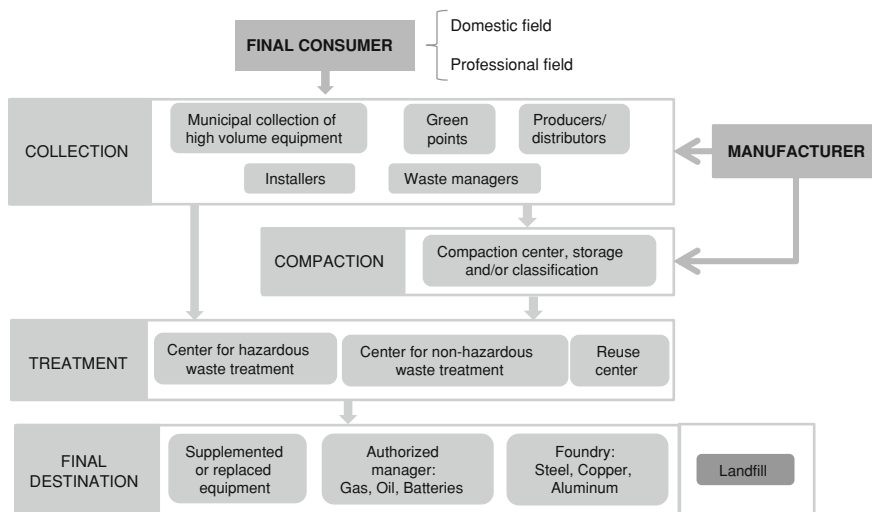 FINAL CONSUMER
Domestic field
Professional field
COLLECTION
Municipal collection of
high volume equipment
Green
points
Producers/
distributors
Installers
Waste managers
MANUFACTURER
COMPACTION
Compaction center, storage
and/or classification
TREATMENT
Center for hazardous
waste treatment
Center for non-hazardous
waste treatment
Reuse
center
FINAL
DESTINATION
Supplemented
or replaced
equipment
Authorized
manager:
Gas, Oil, Batteries
Foundry:
Steel, Copper,
Aluminum
Landfill